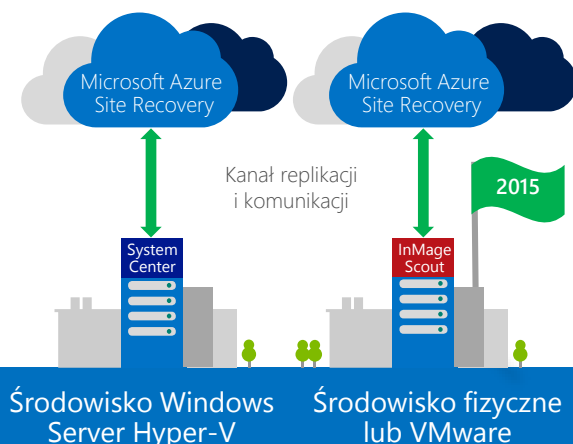 Microsoft Azure
Site Recovery
Microsoft Azure
Site Recovery
Kanał replikacji
i komunikacji
2015
System
Center
InMage
Scout
Środowisko Windows
Server Hyper-V
Środowisko fizyczne
lub VMware